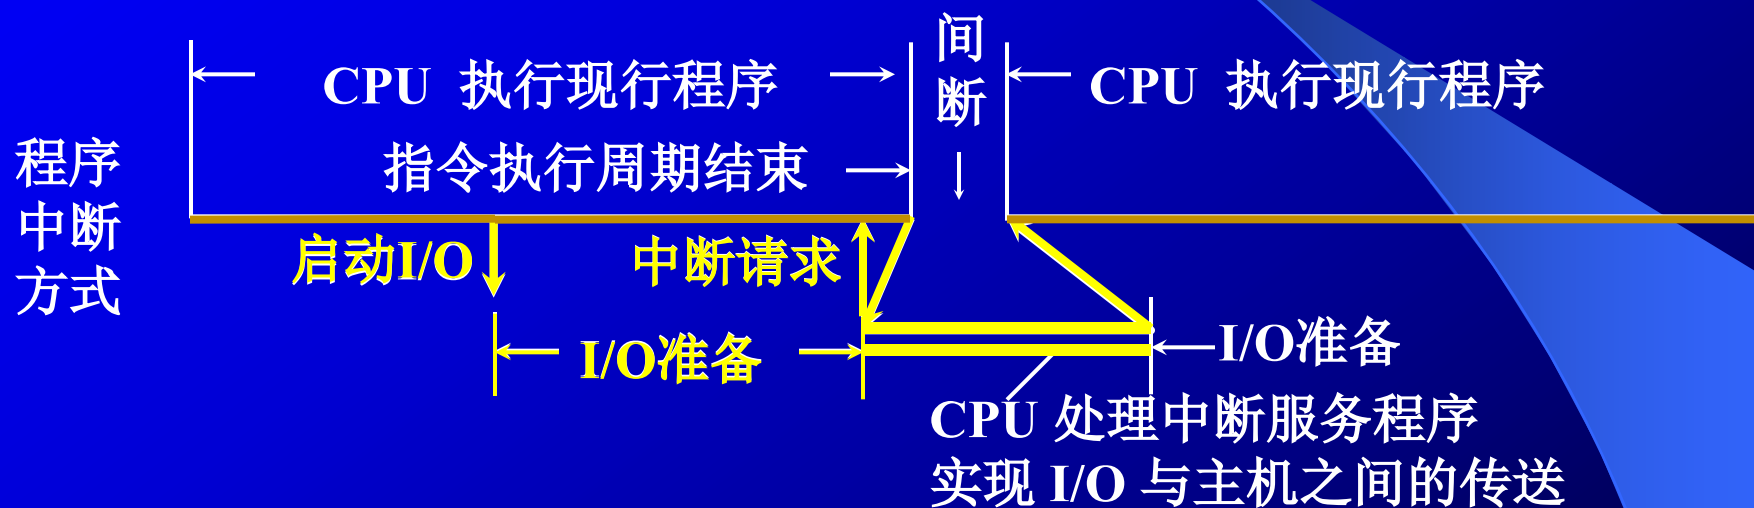 间
断
CPU 执行现行程序
CPU 执行现行程序
指令执行周期结束
程序
中断
方式
启动I/O
中断请求
I/O准备
I/O准备
CPU 处理中断服务程序
实现 I/O 与主机之间的传送